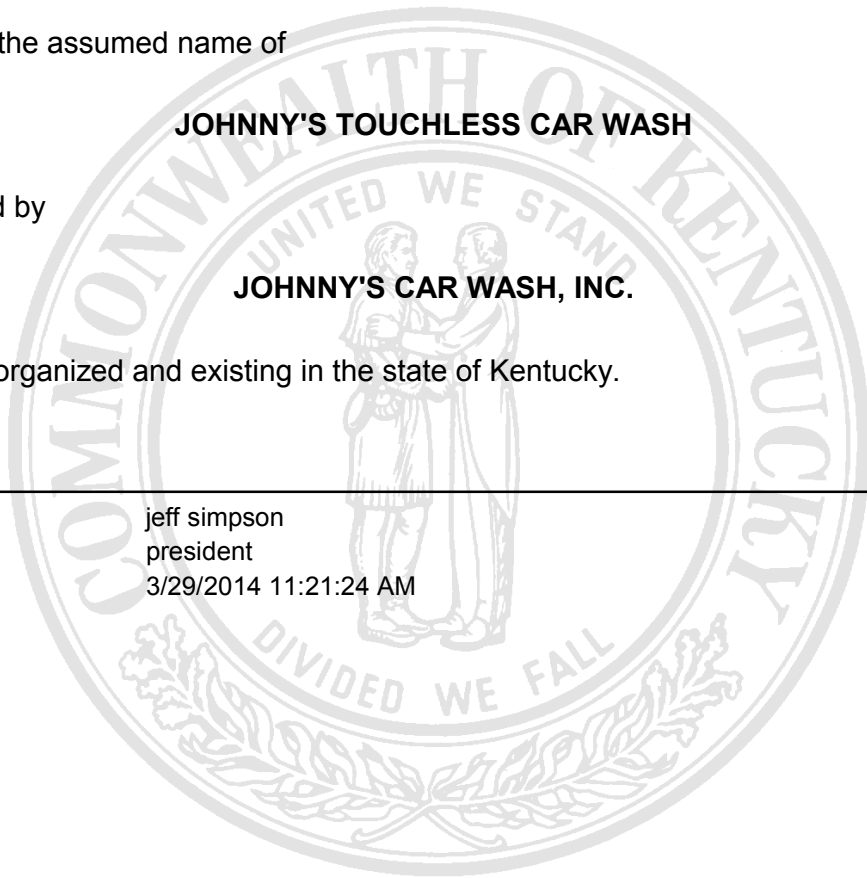 the assumed name of
JOHNNY'S TOUCHLESS CAR WASH
d by
JOHNNY'S CAR WASH, INC.
organized and existing in the state of Kentucky.
jeff simpson
president
3/29/2014 11:21:24 AM
COMMONWEALTH OF KENTUCKY
UNITED WE STAND
DIVIDED WE FALL